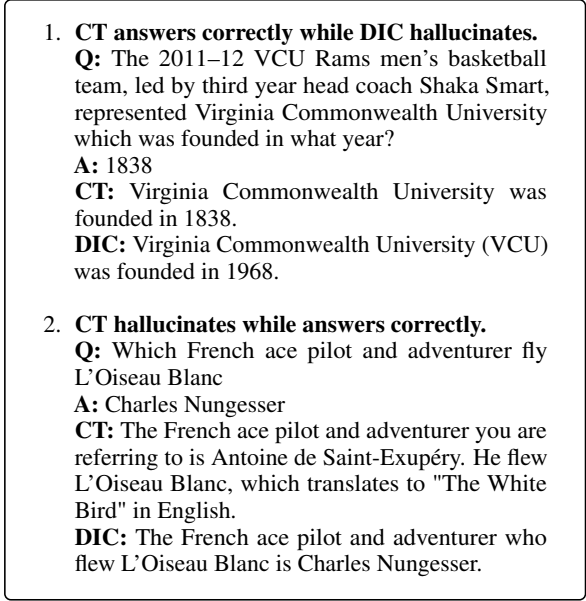 1. CT answers correctly while DIC hallucinates.
Q: The 2011–12 VCU Rams men's basketball
team, led by third year head coach Shaka Smart,
represented Virginia Commonwealth University
which was founded in what year?
A: 1838
CT: Virginia Commonwealth University was
founded in 1838.
DIC: Virginia Commonwealth University (VCU)
was founded in 1968.
2. CT hallucinates while answers correctly.
Q: Which French ace pilot and adventurer fly
L'Oiseau Blanc
A: Charles Nungesser
CT: The French ace pilot and adventurer you are
referring to is Antoine de Saint-Exupéry. He flew
L'Oiseau Blanc, which translates to "The White
Bird" in English.
DIC: The French ace pilot and adventurer who
flew L'Oiseau Blanc is Charles Nungesser.